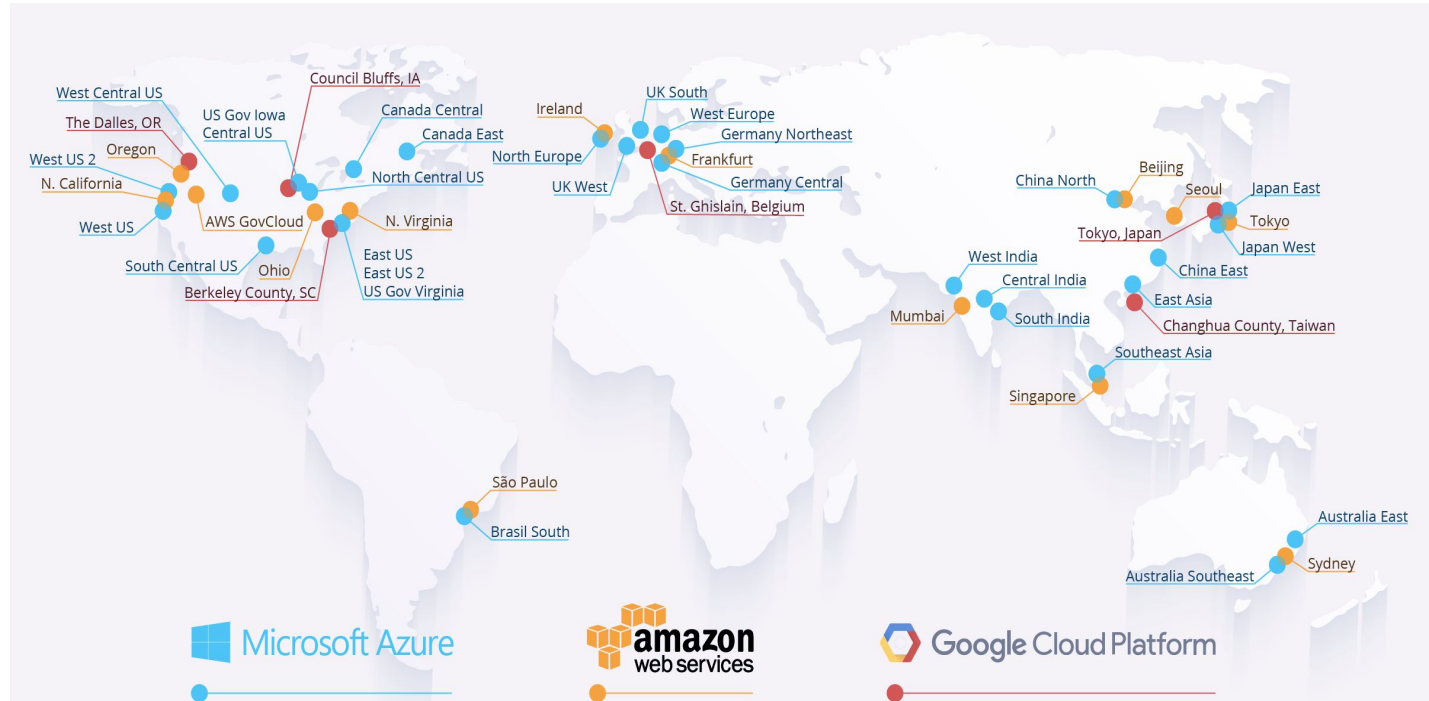 Council Bluffs, IA
West Central US
US Gov Iowa
Central US
Canada Central
The Dalles, OR
Canada East
Oregon
West US 2
North Central US
N. California
AWS GovCloud
N. Virginia
West US
South Central US
Ohio
East US
East US 2
US Gov Virginia
Berkeley County, SC
UK South
Ireland
West Europe
Germany Northeast
North Europe
Frankfurt
UK West
Germany Central
St. Ghislain, Belgium
Beijing
China North
Seoul
Japan East
Tokyo
Tokyo, Japan
Japan West
West India
China East
Central India
East Asia
Mumbai
South India
Changhua County, Taiwan
Southeast Asia
Singapore
São Paulo
Brasil South
Australia East
Sydney
Australia Southeast
Microsoft Azure
amazon
web services
Google Cloud Platform